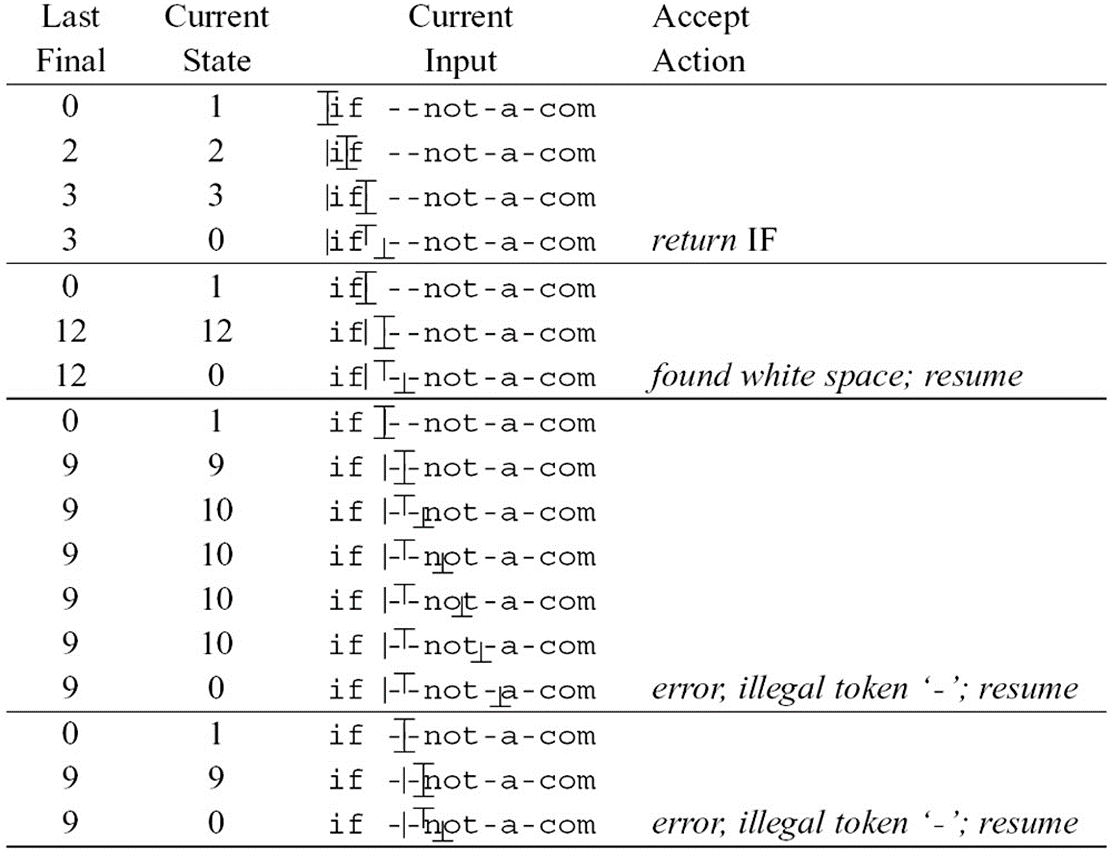 Last Current Current Accept
Final State Input Action
0 1 if --not-a-com
2 2 if --not-a-com
3 3 if --not-a-com
3 0 if --not-a-com return IF
0 1 if --not-a-com
12 12 if --not-a-com
12 0 if --not-a-com found white space; resume
0 1 if --not-a-com
9 9 if --not-a-com
9 10 if --not-a-com
9 10 if --not-a-com
9 10 if --not-a-com
9 10 if --not-a-com
9 0 if --not-a-com error, illegal token ‘-’; resume
0 1 if --not-a-com
9 9 if --not-a-com
9 0 if --not-a-com error, illegal token ‘-’; resume